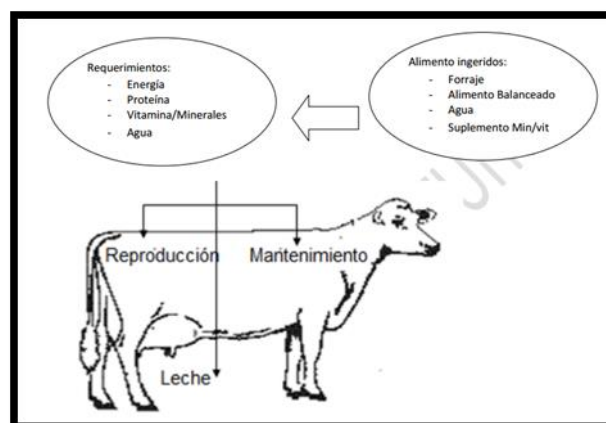 Requerimientos:
- Energía
- Proteína
- Vitamina/Minerales
- Agua
Alimento ingeridos:
- Forraje
- Alimento Balanceado
- Agua
- Suplemento Min/vit
Reproducción
Mantenimiento
Leche